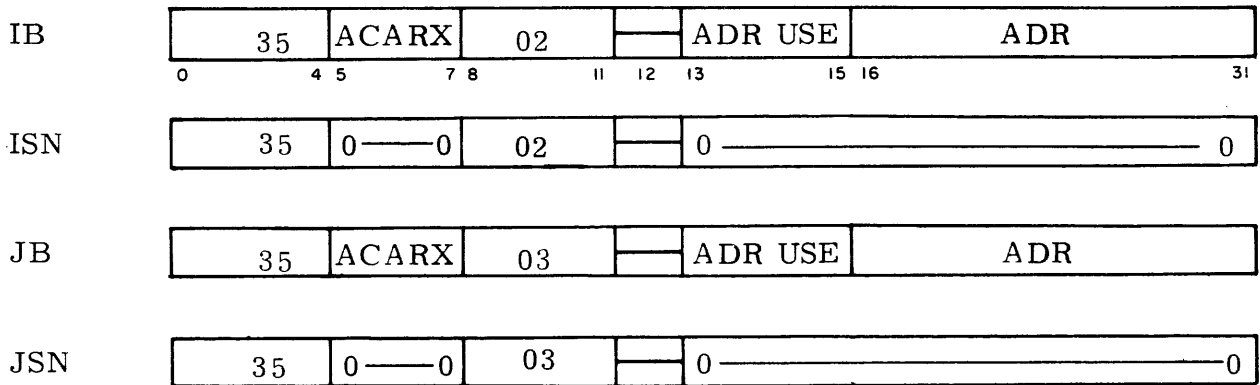 IB 35 ACARX 02 ADR USE ADR
0 4 5 7 8 11 12 13 15 16 31
ISN 35 0 0 02 0 0
JB 35 ACARX 03 ADR USE ADR
JSN 35 0 0 03 0 0